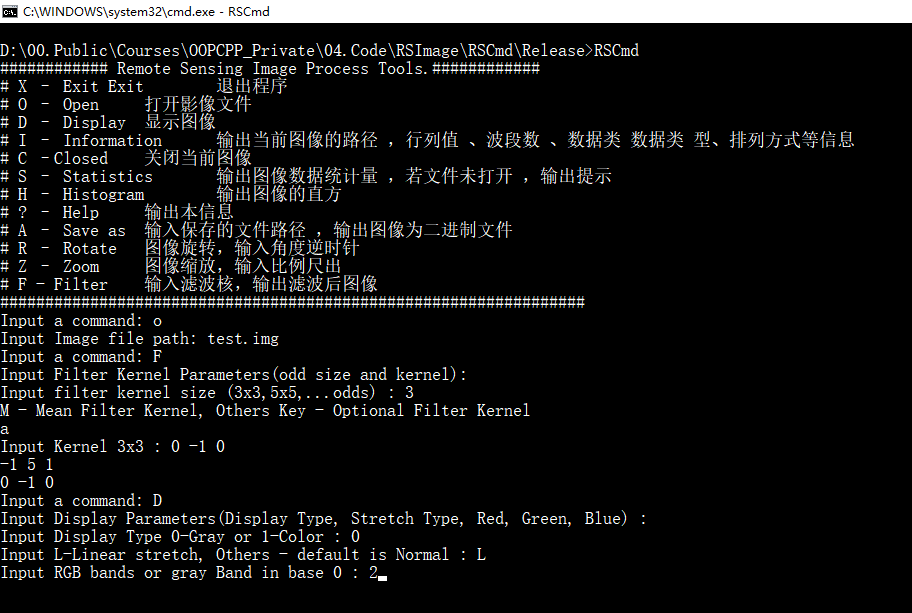 C:\WINDOWS\system32\cmd.exe - RSCmd
D:\00.Public\Courses\OOPCPP_Private\04.Code\RSImage\RSCmd\Release>RSCmd
############ Remote Sensing Image Process Tools.############
# X - Exit Exit 退出程序
# O - Open 打开影像文件
# D - Display 显示图像
# I - Information 输出当前图像的路径 ，行列值 、波段数 、数据类 数据类 型、排列方式等信息
# C -Closed 关闭当前图像
# S - Statistics 输出图像数据统计量 ，若文件未打开 ，输出提示
# H - Histogram 输出图像的直方
# ? - Help 输出本信息
# A - Save as 输入保存的文件路径 ，输出图像为二进制文件
# R - Rotate 图像旋转，输入角度逆时针
# Z - Zoom 图像缩放，输入比例尺出
# F - Filter 输入滤波核，输出滤波后图像
#################################################################
Input a command: o
Input Image file path: test.img
Input a command: F
Input Filter Kernel Parameters(odd size and kernel):
Input filter kernel size (3x3,5x5,...odds) : 3
M - Mean Filter Kernel, Others Key - Optional Filter Kernel
a
Input Kernel 3x3 : 0 -1 0
-1 5 1
0 -1 0
Input a command: D
Input Display Parameters(Display Type, Stretch Type, Red, Green, Blue) :
Input Display Type 0-Gray or 1-Color : 0
Input L-Linear stretch, Others - default is Normal : L
Input RGB bands or gray Band in base 0 : 2